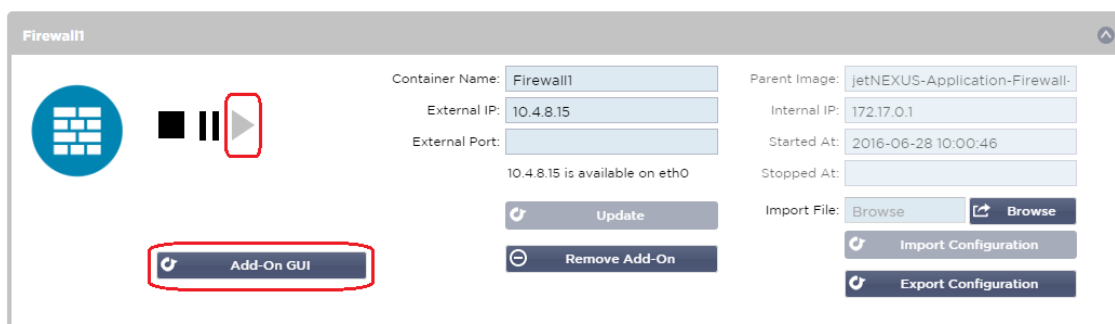 Firewall1
Container Name: Firewall1
External IP: 10.4.8.15
External Port:
10.4.8.15 is available on eth0
Update
Remove Add-On
Add-On GUI
Parent Image: jetNEXUS-Application-Firewall-
Internal IP: 172.17.0.1
Started At: 2016-06-28 10:00:46
Stopped At:
Import File: Browse Browse
Import Configuration
Export Configuration